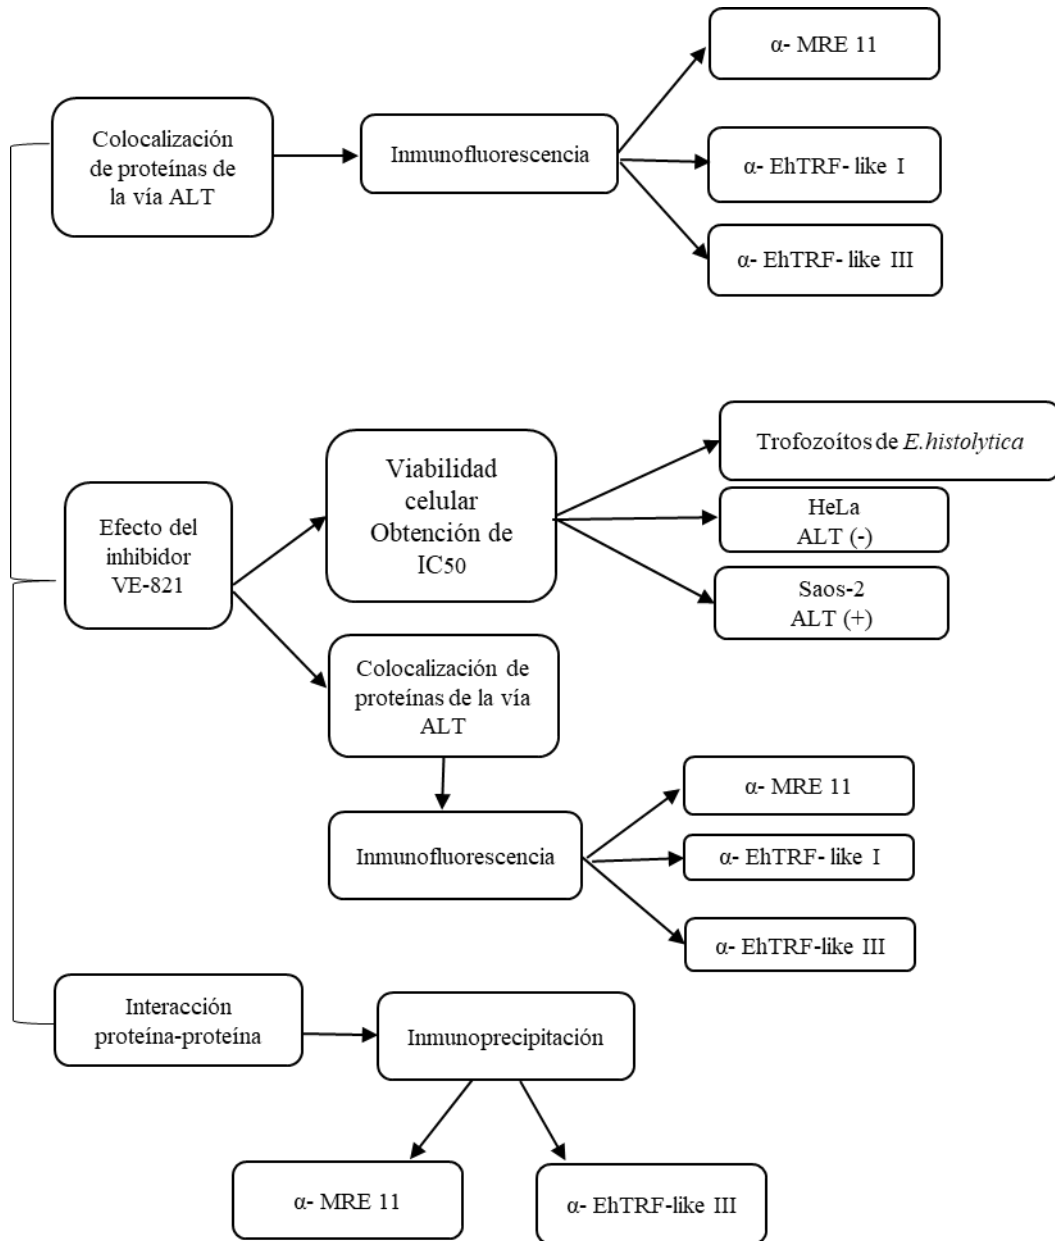 Colocalización
de proteínas de
la vía ALT
Inmunofluorescencia
α- MRE 11
α- EhTRF- like I
α- EhTRF- like III
Efecto del
inhibidor
VE-821
Viabilidad
celular
Obtención de
IC50
Trofozoítos de E.histolytica
HeLa
ALT (-)
Saos-2
ALT (+)
Colocalización de
proteínas de la vía
ALT
Inmunofluorescencia
α- MRE 11
α- EhTRF- like I
α- EhTRF-like III
Interacción
proteína-proteína
Inmunoprecipitación
α- MRE 11
α- EhTRF-like III